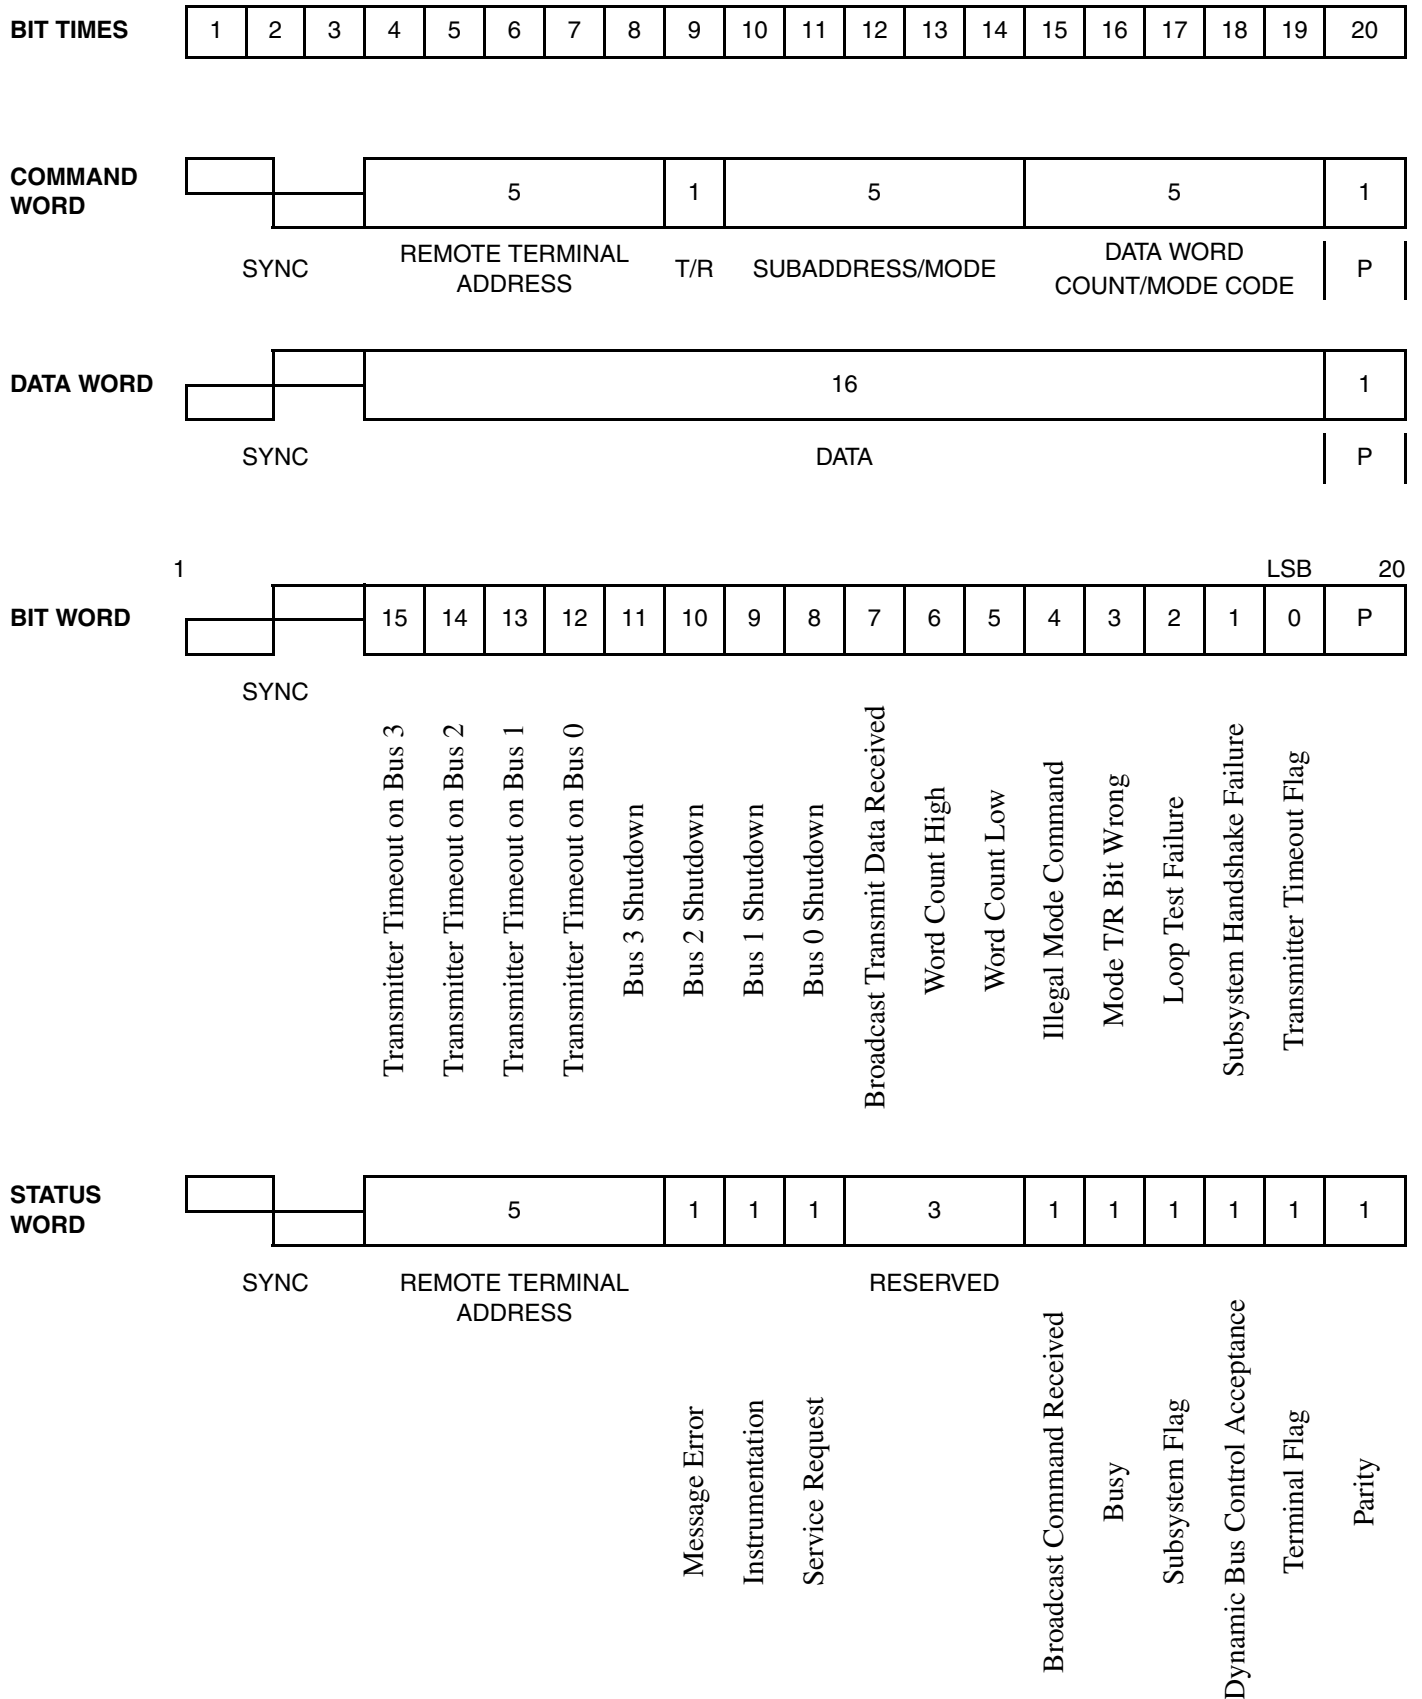 BIT TIMES 1 2 3 4 5 6 7 8 9 10 11 12 13 14 15 16 17 18 19 20
COMMAND
WORD
5 1 5 5 1
SYNC
REMOTE TERMINAL
ADDRESS
T/R
SUBADDRESS/MODE
DATA WORD
COUNT/MODE CODE
P
DATA WORD 16 1
SYNC DATA P
1 LSB 20
BIT WORD 15 14 13 12 11 10 9 8 7 6 5 4 3 2 1 0 P
SYNC
Transmitter Timeout on Bus 3
Transmitter Timeout on Bus 2
Transmitter Timeout on Bus 1
Transmitter Timeout on Bus 0
Bus 3 Shutdown
Bus 2 Shutdown
Bus 1 Shutdown
Bus 0 Shutdown
Broadcast Transmit Data Received
Word Count High
Word Count Low
Illegal Mode Command
Mode T/R Bit Wrong
Loop Test Failure
Subsystem Handshake Failure
Transmitter Timeout Flag
STATUS
WORD
5 1 1 1 3 1 1 1 1 1 1
SYNC
REMOTE TERMINAL
ADDRESS
RESERVED
Message Error
Instrumentation
Service Request
Broadcast Command Received
Busy
Subsystem Flag
Dynamic Bus Control Acceptance
Terminal Flag
Parity